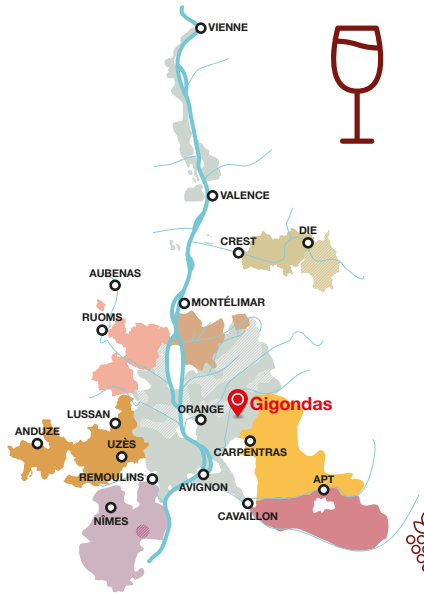 VIENNE
VALENCE
DIE
CREST
AUBENAS
MONTÉLIMAR
RUOMS
Gigondas
ORANGE
LUSSAN
ANDUZE
UZÈS
CARPENTRAS
REMOULINS
AVIGNON
APT
NÎMES
CAVAILLON